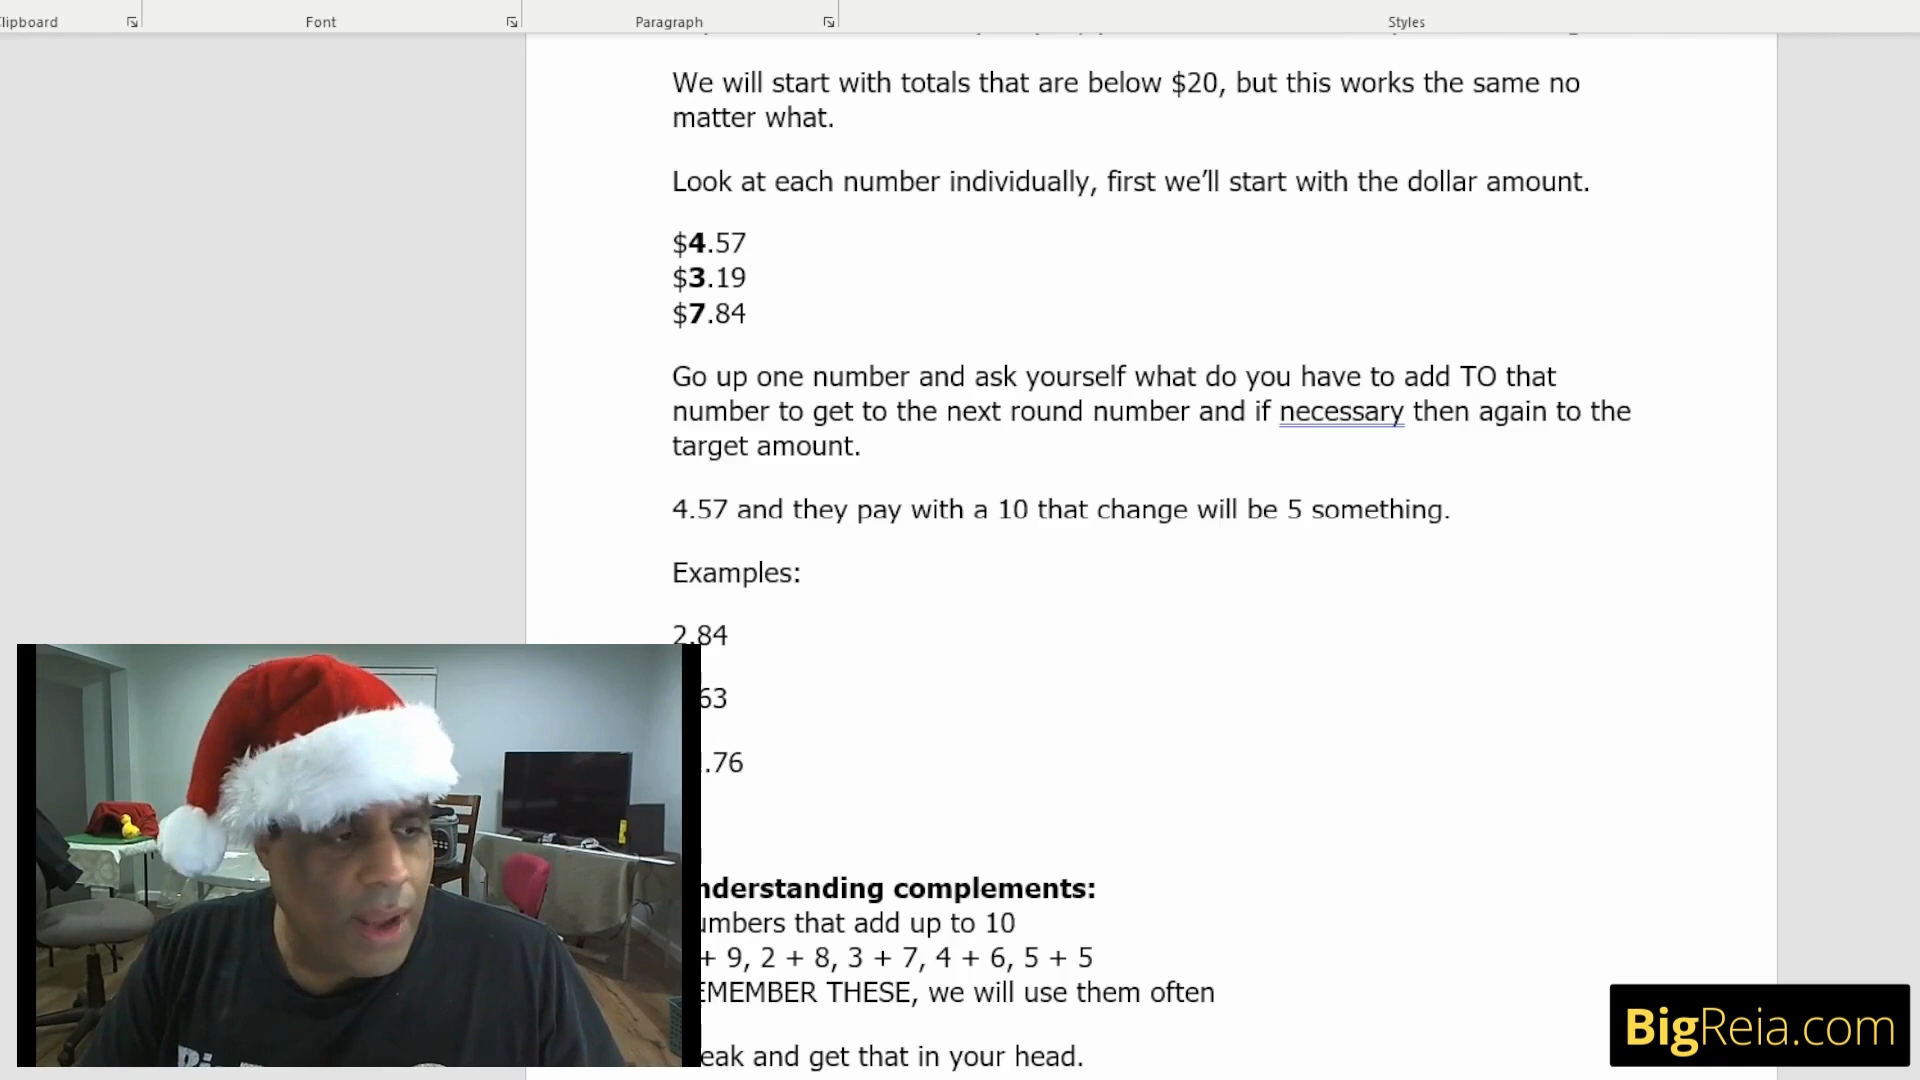 Clipboard
Font
Paragraph
Styles
We will start with totals that are below $20, but this works the same no
matter what.
Look at each number individually, first we’ll start with the dollar amount.
$4.57
$3.19
$7.84
Go up one number and ask yourself what do you have to add TO that
number to get to the next round number and if necessary then again to the
target amount.
4.57 and they pay with a 10 that change will be 5 something.
Examples:
2.84
63
.76
nderstanding complements:
umbers that add up to 10
+ 9, 2 + 8, 3 + 7, 4 + 6, 5 + 5
EMEMBER THESE, we will use them often
eak and get that in your head.
BigReia.com